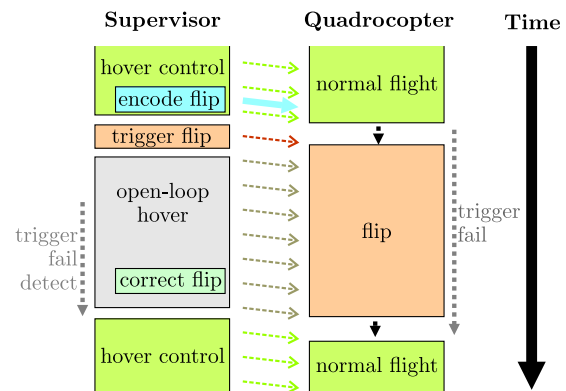 Supervisor
Quadrocopter
Time
hover control
encode flip
normal flight
trigger flip
open-loop
hover
flip
trigger
fail
trigger
fail
detect
correct flip
hover control
normal flight